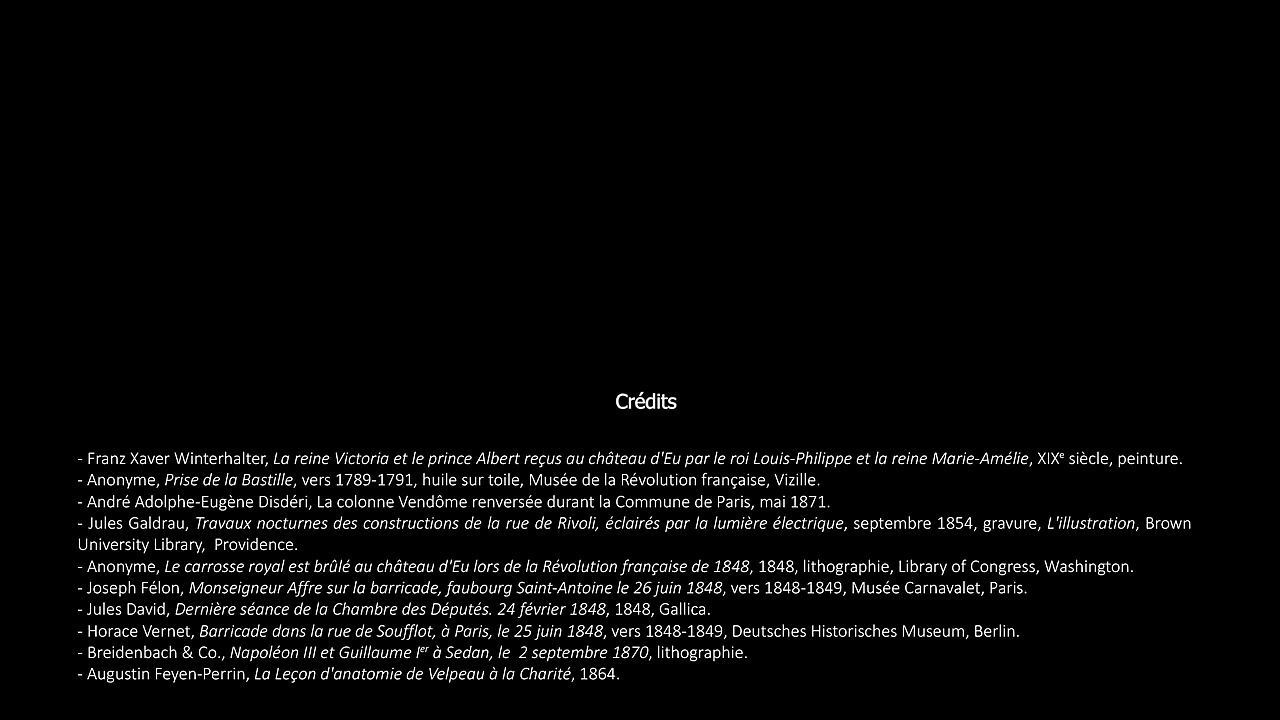 Crédits
- Franz Xaver Winterhalter, La reine Victoria et le prince Albert reçus au château d'Eu par le roi Louis-Philippe et la reine Marie-Amélie, XIXe siècle, peinture.
- Anonyme, Prise de la Bastille, vers 1789-1791, huile sur toile, Musée de la Révolution française, Vizille.
- André Adolphe-Eugène Disdéri, La colonne Vendôme renversée durant la Commune de Paris, mai 1871.
- Jules Galdrau, Travaux nocturnes des constructions de la rue de Rivoli, éclairés par la lumière électrique, septembre 1854, gravure, L'illustration, Brown
University Library,  Providence.
- Anonyme, Le carrosse royal est brûlé au château d'Eu lors de la Révolution française de 1848, 1848, lithographie, Library of Congress, Washington.
- Joseph Félon, Monseigneur Affre sur la barricade, faubourg Saint-Antoine le 26 juin 1848, vers 1848-1849, Musée Carnavalet, Paris.
- Jules David, Dernière séance de la Chambre des Députés. 24 février 1848, 1848, Gallica.
- Horace Vernet, Barricade dans la rue de Soufflot, à Paris, le 25 juin 1848, vers 1848-1849, Deutsches Historisches Museum, Berlin.
- Breidenbach & Co., Napoléon III et Guillaume Ier à Sedan, le  2 septembre 1870, lithographie.
- Augustin Feyen-Perrin, La Leçon d'anatomie de Velpeau à la Charité, 1864.